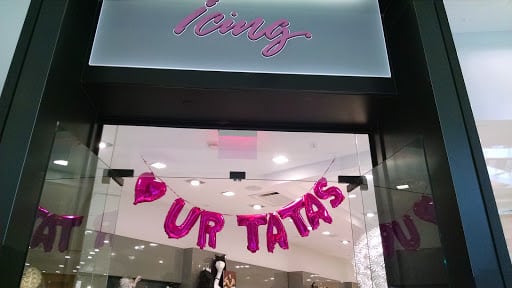 icing
UR TATAS